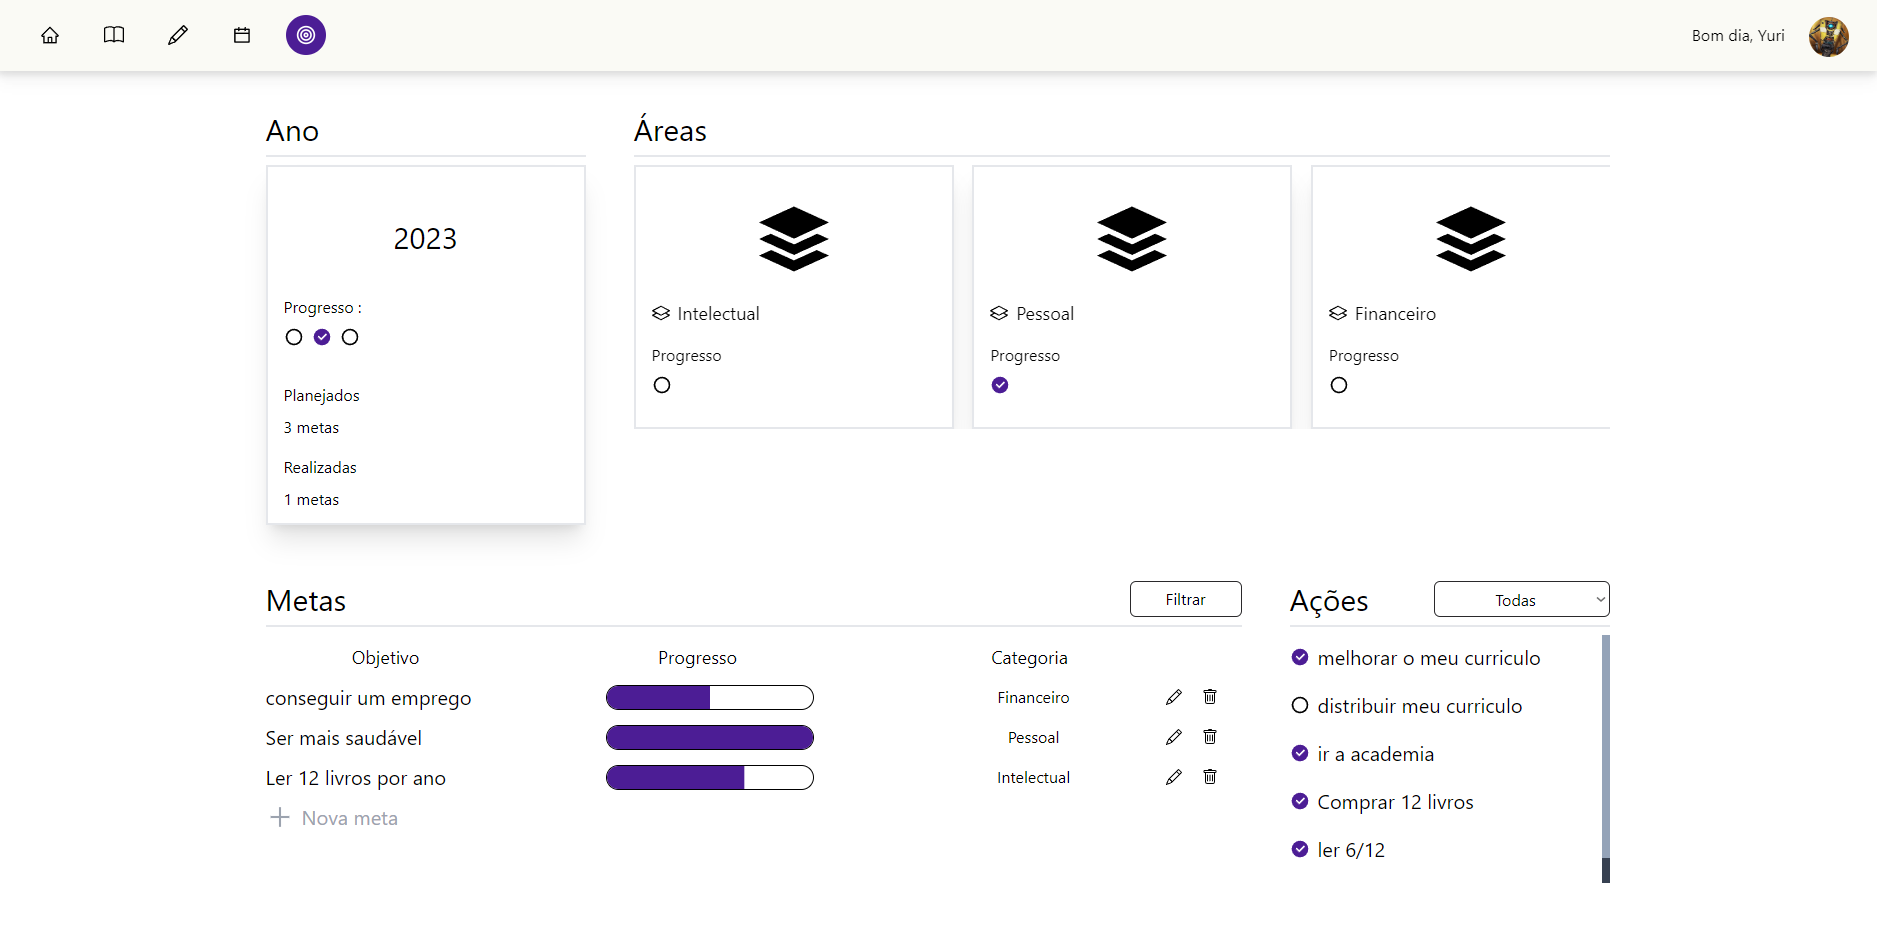 Bom dia, Yuri
Ano
2023
Progresso :
Planejados
3 metas
Realizadas
1 metas
Áreas
Intelectual
Progresso
Pessoal
Progresso
Financeiro
Progresso
Metas
Filtrar
Objetivo Progresso Categoria
conseguir um emprego Financeiro
Ser mais saudável Pessoal
Ler 12 livros por ano Intelectual
Nova meta
Ações
Todas
melhorar o meu curriculo
distribuir meu curriculo
ir a academia
Comprar 12 livros
ler 6/12